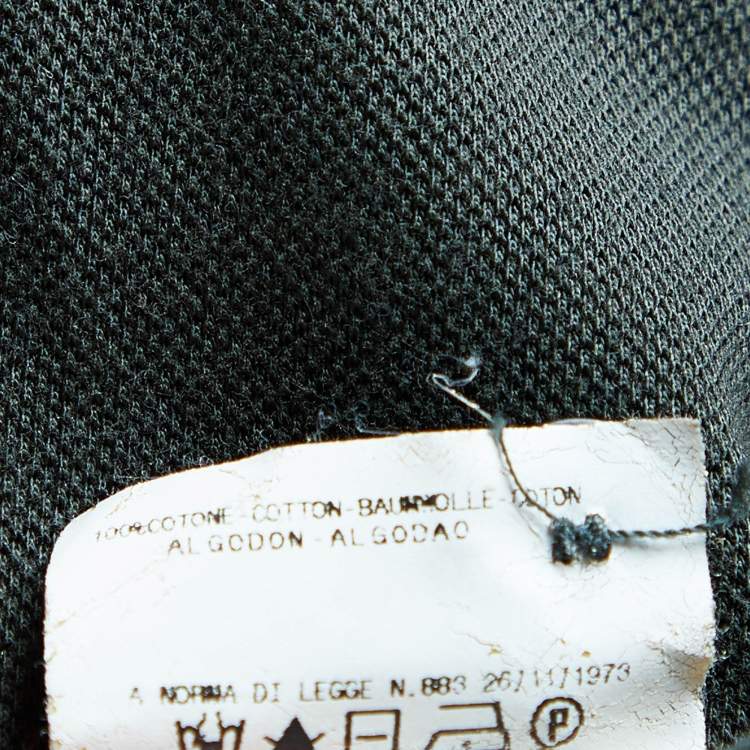 100%COTONE-COTTON-BAUMWOLLE-COTON
ALGODON-ALGODAO
A NORMA DI LEGGE N.883 26/11/1973
P